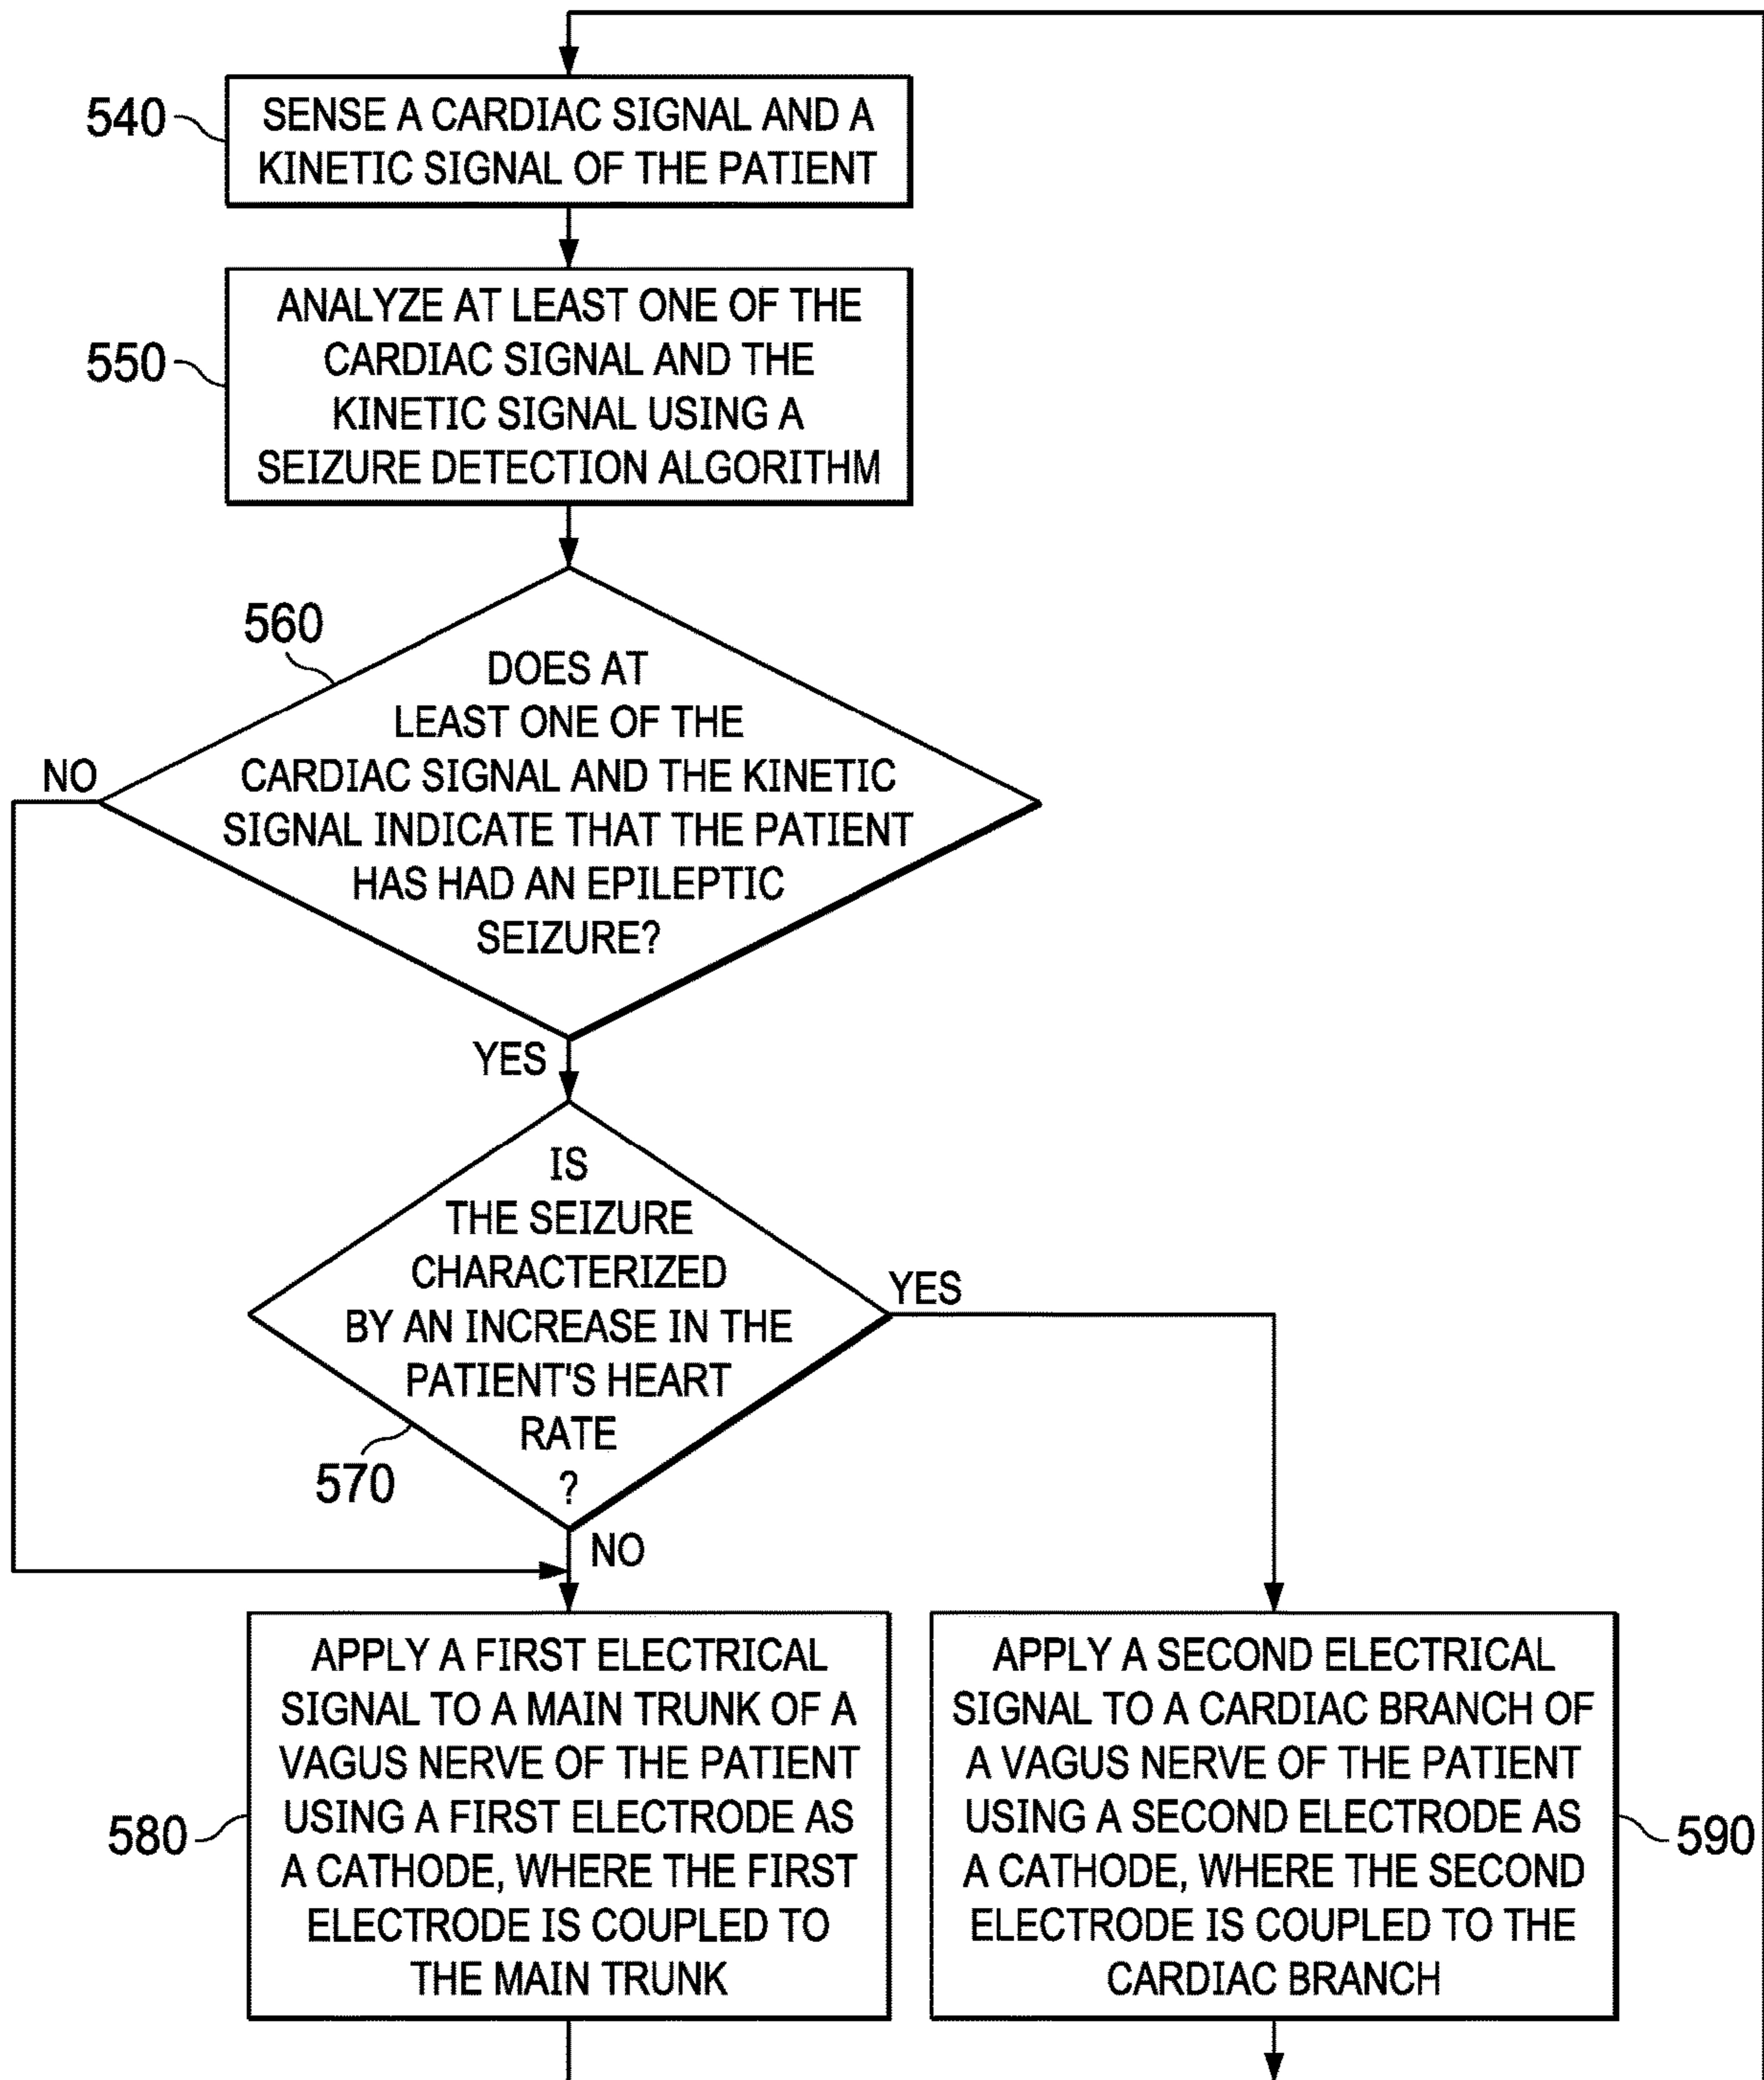 540
SENSE A CARDIAC SIGNAL AND A
KINETIC SIGNAL OF THE PATIENT
550
ANALYZE AT LEAST ONE OF THE
CARDIAC SIGNAL AND THE
KINETIC SIGNAL USING A
SEIZURE DETECTION ALGORITHM
560
DOES AT
LEAST ONE OF THE
CARDIAC SIGNAL AND THE KINETIC
SIGNAL INDICATE THAT THE PATIENT
HAS HAD AN EPILEPTIC
SEIZURE?
NO
YES
IS
THE SEIZURE
CHARACTERIZED
BY AN INCREASE IN THE
PATIENT'S HEART
RATE
?
YES
570
NO
APPLY A FIRST ELECTRICAL
SIGNAL TO A MAIN TRUNK OF A
VAGUS NERVE OF THE PATIENT
USING A FIRST ELECTRODE AS
A CATHODE, WHERE THE FIRST
ELECTRODE IS COUPLED TO
THE MAIN TRUNK
580
APPLY A SECOND ELECTRICAL
SIGNAL TO A CARDIAC BRANCH OF
A VAGUS NERVE OF THE PATIENT
USING A SECOND ELECTRODE AS
A CATHODE, WHERE THE SECOND
ELECTRODE IS COUPLED TO THE
CARDIAC BRANCH
590